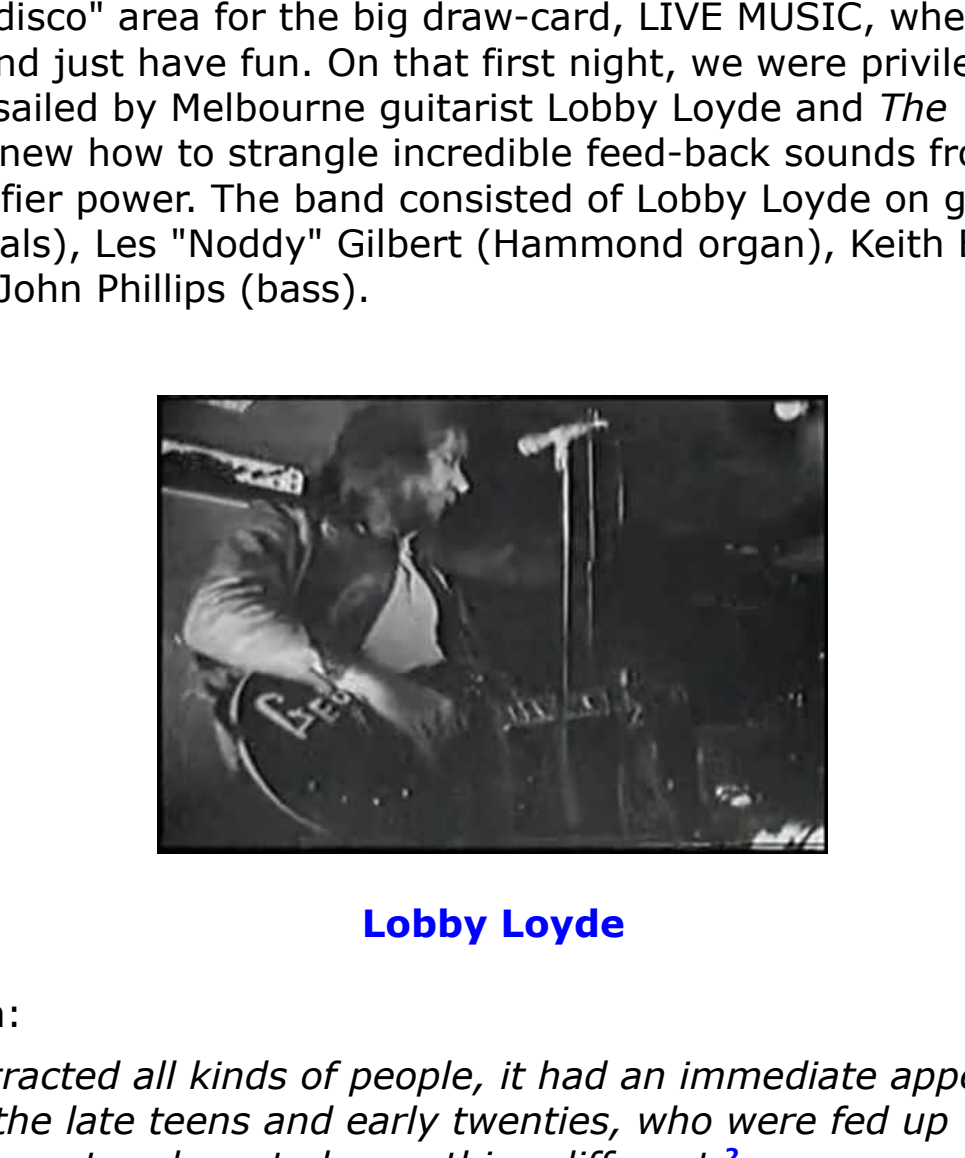 disco" area for the big draw-card, LIVE MUSIC, whe
nd just have fun. On that first night, we were privile
sailed by Melbourne guitarist Lobby Loyde and The
new how to strangle incredible feed-back sounds fro
fier power. The band consisted of Lobby Loyde on g
als), Les "Noddy" Gilbert (Hammond organ), Keith
John Phillips (bass).
Lobby Loyde
:
tracted all kinds of people, it had an immediate appe
the late teens and early twenties, who were fed up
2